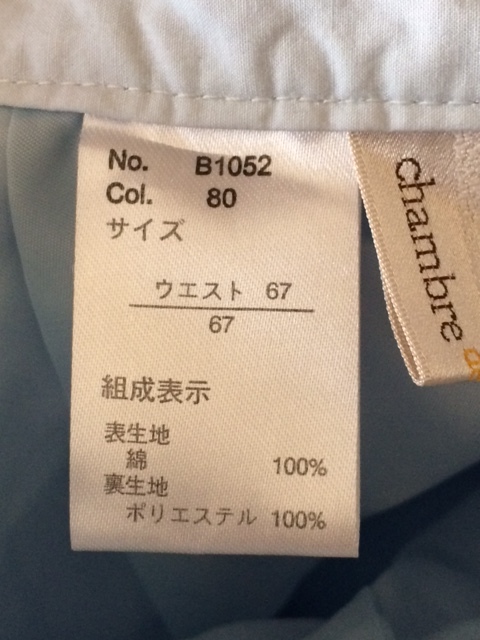 No. B1052
Col. 80
サイズ
ウエスト 67
67
組成表示
表生地
綿 100%
裏生地
ポリエステル 100%
chambre